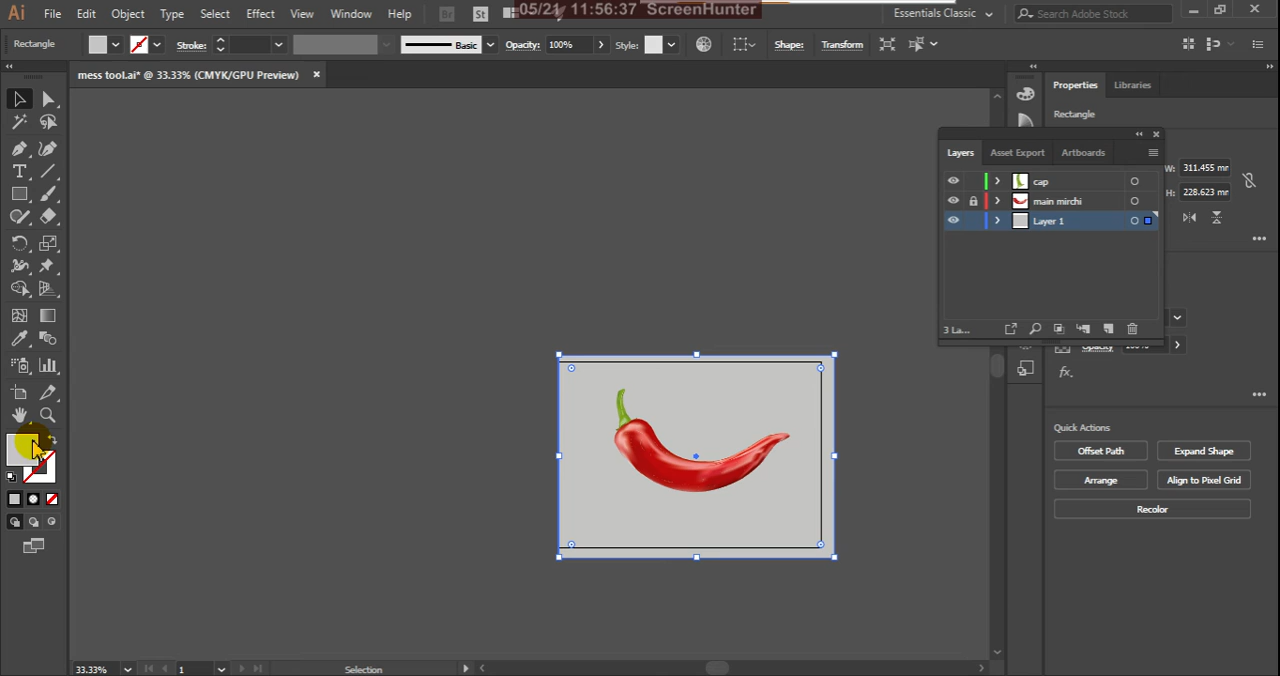 05/21 11:56:37 ScreenHunter
Ai File Edit Object Type Select Effect View Window Help Br St Essentials Classic Search Adobe Stock
Rectangle Stroke: Basic Opacity: 100% Style: Shape: Transform
mess tool.ai* @ 33.33% (CMYK/GPU Preview)
Properties Libraries
Rectangle
Layers Asset Export Artboards
W: 311.455 mm
H: 228.623 mm
cap
main mirchi
Layer 1
3 La...
Opacity
fx.
Quick Actions
Offset Path Expand Shape
Arrange Align to Pixel Grid
Recolor
T
33.33% 1 Selection